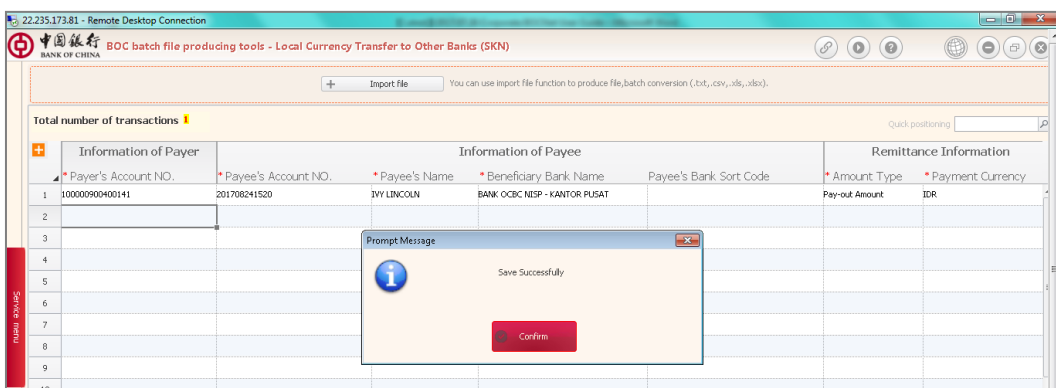 22.235.173.81 - Remote Desktop Connection
中国银行
BANK OF CHINA
BOC batch file producing tools - Local Currency Transfer to Other Banks (SKN)
+ Import file
You can use import file function to produce file,batch conversion (.txt,.csv,.xls,.xlsx).
Total number of transactions 1
Quick positioning
Information of Payer Information of Payee Remittance Information
* Payer's Account NO. * Payee's Account NO. * Payee's Name * Beneficiary Bank Name Payee's Bank Sort Code * Amount Type * Payment Currency
1 100000900400141 201708241520 IVY LINCOLN BANK OCBC NISP - KANTOR PUSAT Pay-out Amount IDR
2
3
4
5
6
7
8
9
Prompt Message
Save Successfully
Confirm
Service menu